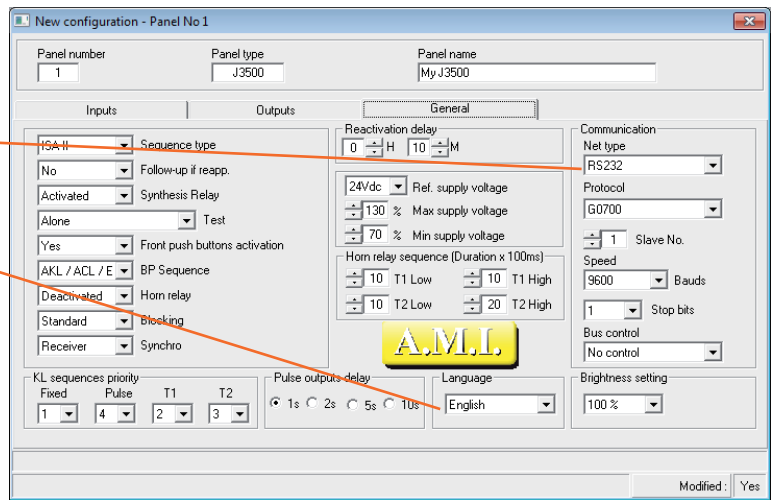 New configuration - Panel No 1
Panel number Panel type Panel name
1 J3500 My J3500
Inputs Outputs General
ISA-II Sequence type
No Follow-up if reapp.
Activated Synthesis Relay
Alone Test
Yes Front push buttons activation
AKL / ACL / E BP Sequence
Deactivated Horn relay
Standard Blocking
Receiver Synchro
Reactivation delay
0 H 10 M
24Vdc Ref. supply voltage
130 % Max supply voltage
70 % Min supply voltage
Horn relay sequence (Duration x 100ms)
10 T1 Low 10 T1 High
10 T2 Low 20 T2 High
A.M.I.
Communication
Net type
RS232
Protocol
G0700
1 Slave No.
Speed
9600 Bauds
1 Stop bits
Bus control
No control
KL sequences priority
Fixed Pulse T1 T2
1 4 2 3
Pulse outputs delay
1s 2s 5s 10s
Language
English
Brightness setting
100 %
Modified : Yes